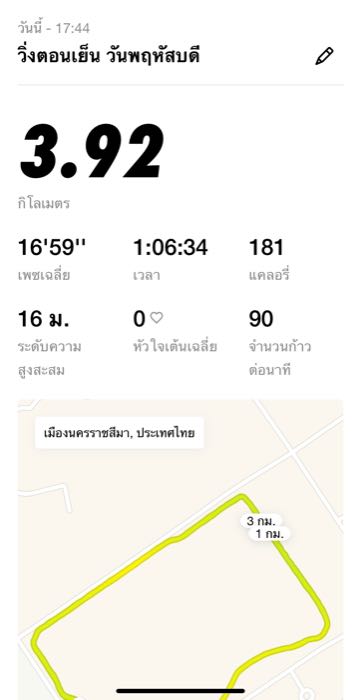 วันนี้ - 17:44
วิ่งตอนเย็น วันพฤหัสบดี
3.92
กิโลเมตร
16'59'' 1:06:34 181
เพซเฉลี่ย เวลา แคลอรี่
16 ม. 0 90
ระดับความ หัวใจเต้นเฉลี่ย จำนวนก้าว
สูงสะสม ต่อนาที
เมืองนครราชสีมา, ประเทศไทย
3 กม.
1 กม.